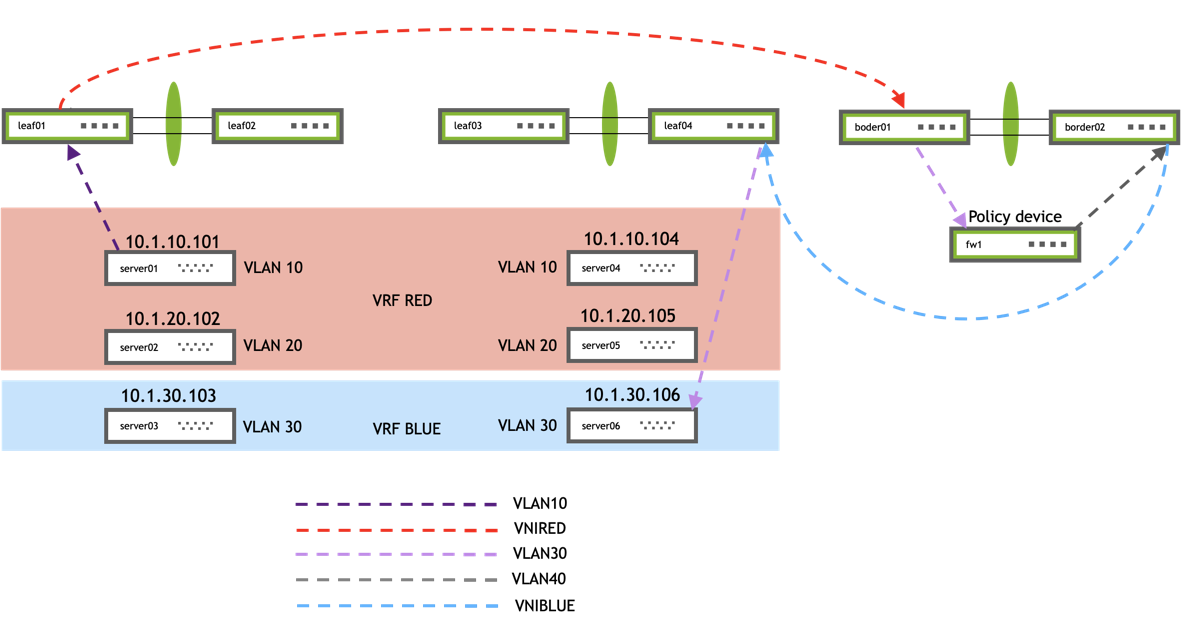 leaf01
leaf02
leaf03
leaf04
boder01
border02
Policy device
fw1
10.1.10.101
server01
VLAN 10
10.1.10.104
VLAN 10
server04
VRF RED
10.1.20.102
server02
VLAN 20
10.1.20.105
VLAN 20
server05
10.1.30.103
server03
VLAN 30
VRF BLUE
10.1.30.106
VLAN 30
server06
VLAN10
VNIRED
VLAN30
VLAN40
VNIBLUE